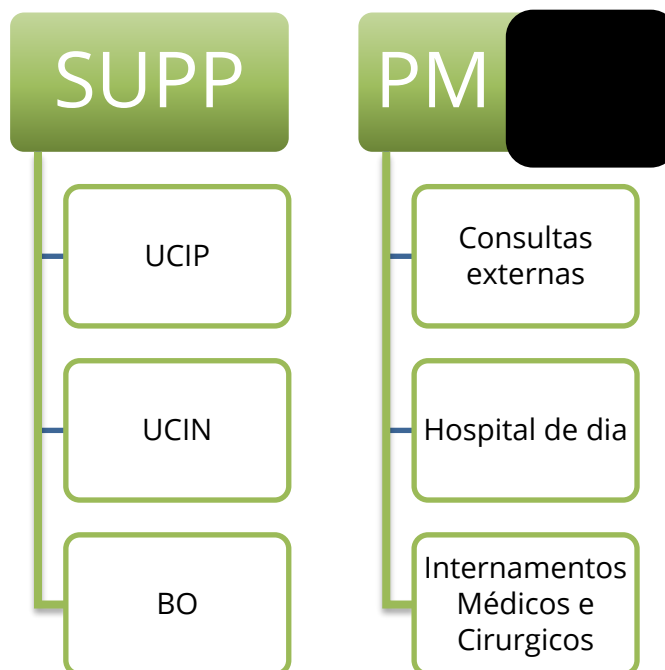 SUPP
UCIP
UCIN
BO
PM
Consultas
externas
Hospital de dia
Internamentos
Médicos e
Cirurgicos